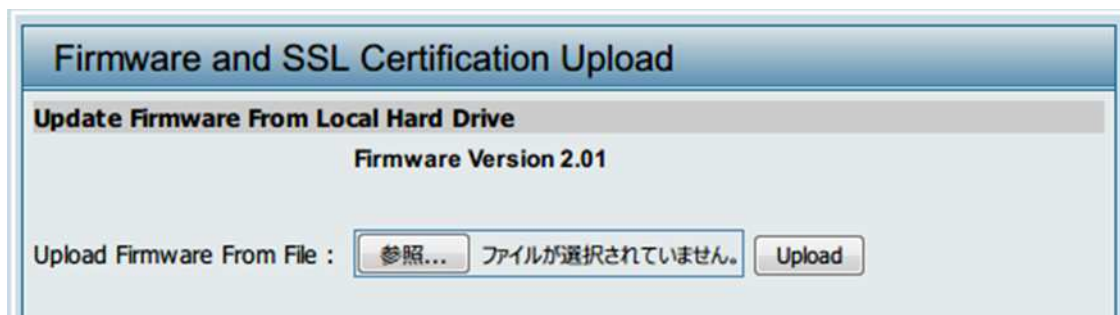 Firmware and SSL Certification Upload
Update Firmware From Local Hard Drive
Firmware Version 2.01
Upload Firmware From File : 参照... ファイルが選択されていません。 Upload